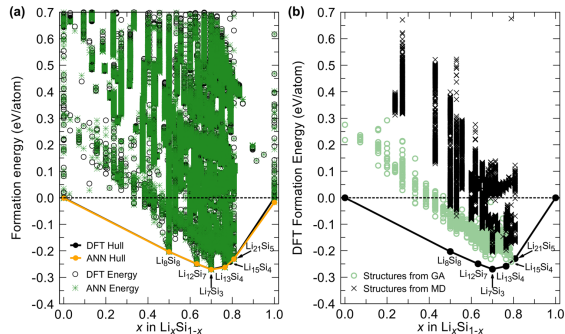 (a)
0.7
0.6
0.5
0.4
0.3
0.2
0.1
0.0
-0.1
-0.2
-0.3
-0.4
Formation energy (eV/atom)
Li8Si8
Li12Si7
Li7Si3
Li13Si4
Li15Si4
Li21Si5
DFT Hull
ANN Hull
DFT Energy
ANN Energy
0.0 0.2 0.4 0.6 0.8 1.0
x in LixSi1-x
(b)
0.7
0.6
0.5
0.4
0.3
0.2
0.1
0.0
-0.1
-0.2
-0.3
-0.4
DFT Formation Energy (eV/atom)
Li8Si8
Li12Si7
Li7Si3
Li13Si4
Li15Si4
Li21Si5
Structures from GA
Structures from MD
0.0 0.2 0.4 0.6 0.8 1.0
x in LixSi1-x